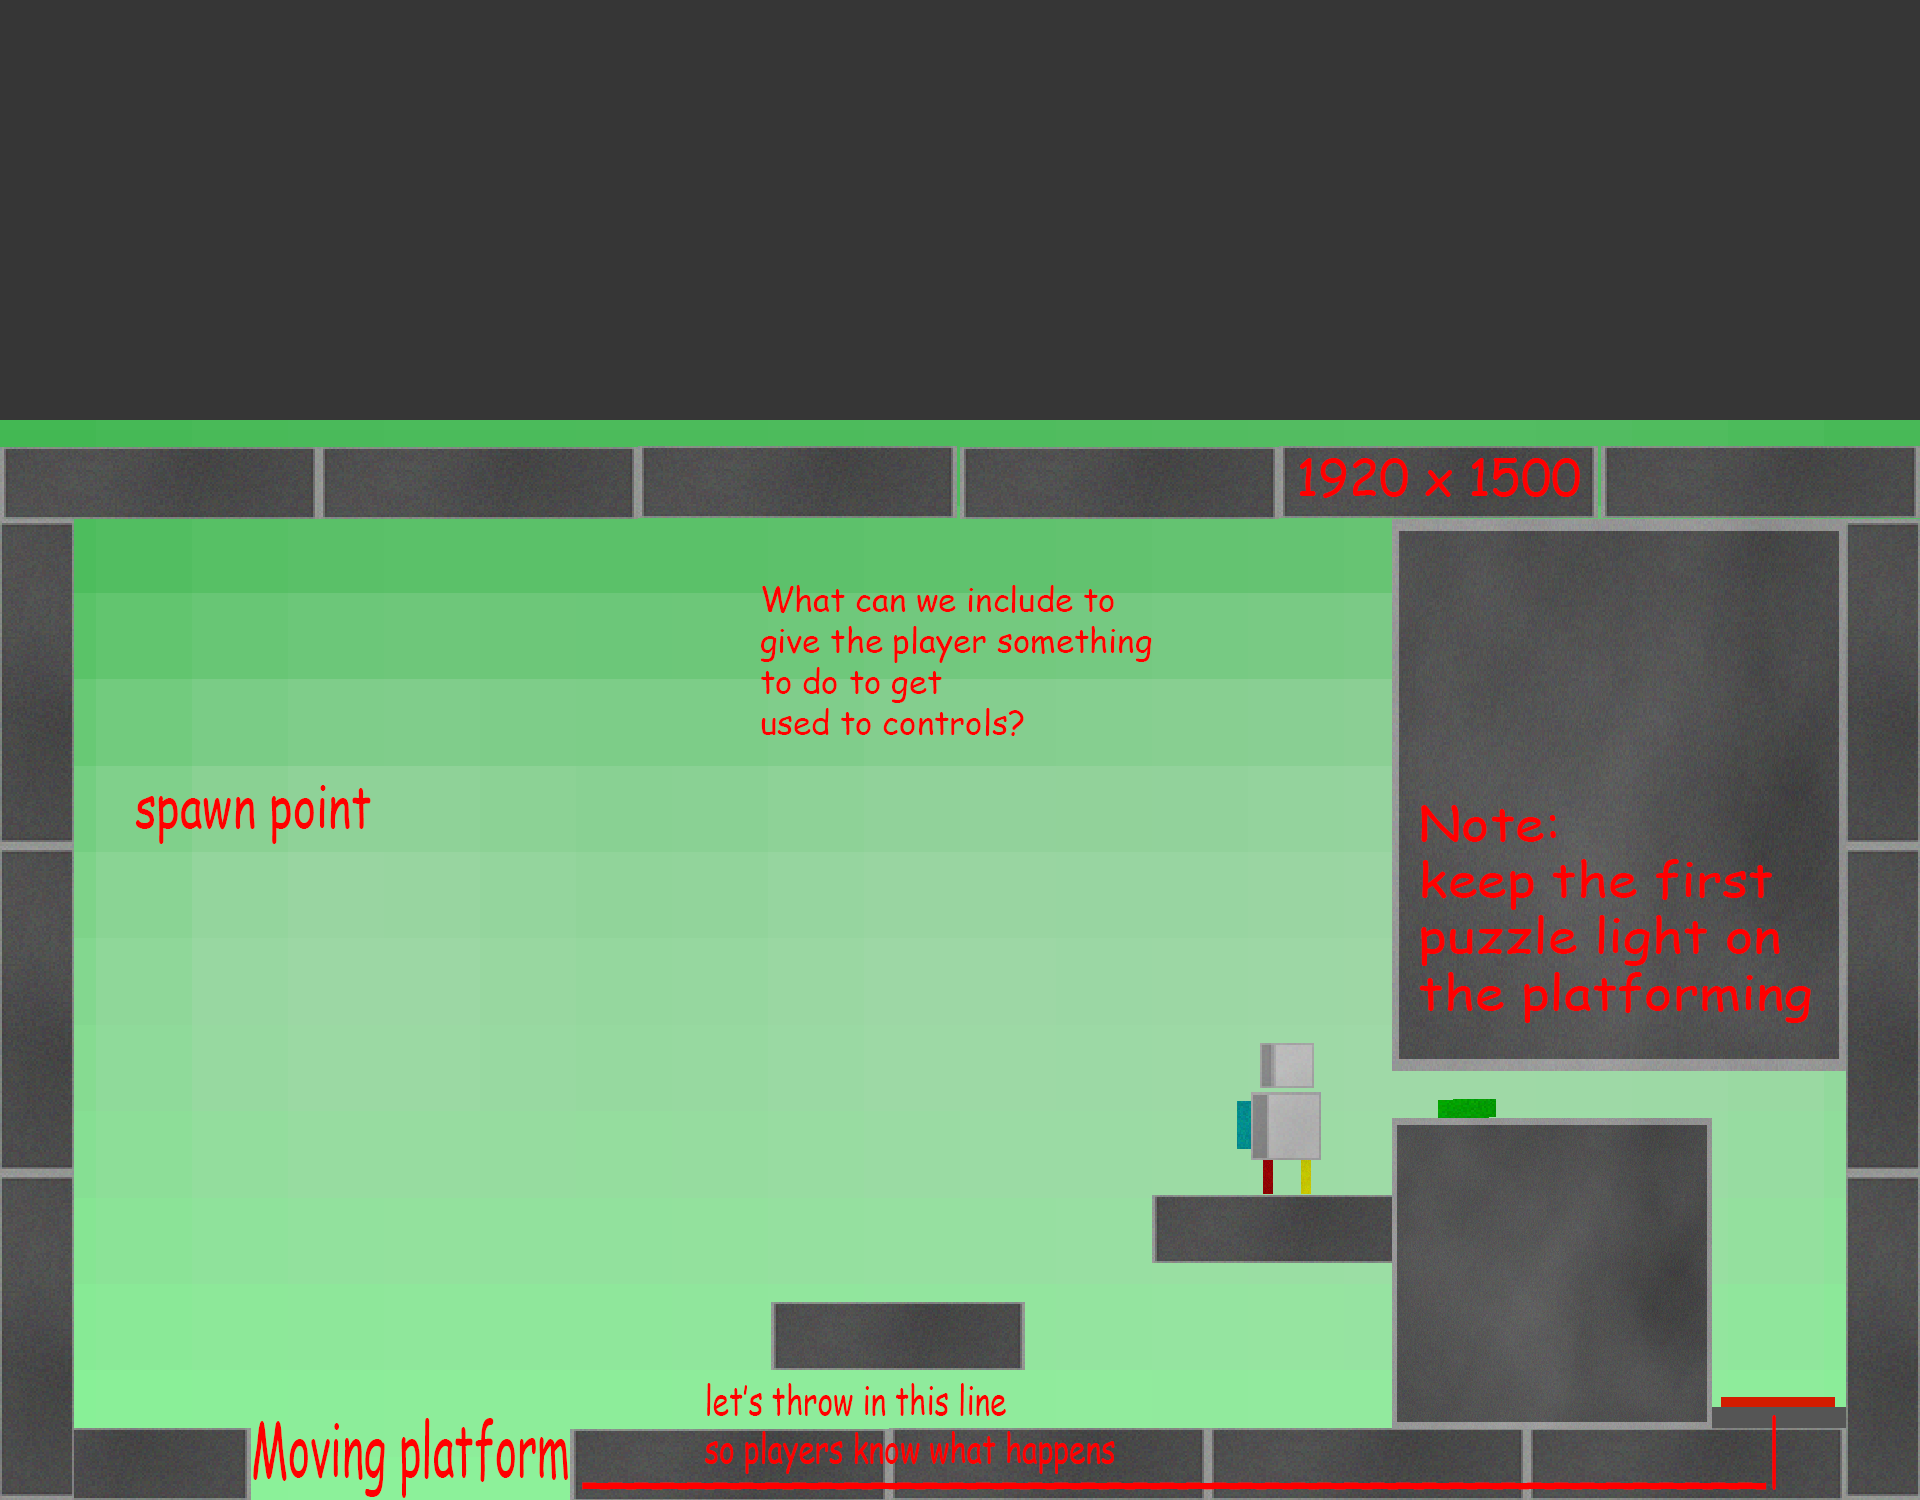 1920 x 1500
What can we include to
give the player something
to do to get
used to controls?
spawn point
Note:
keep the first
puzzle light on
the platforming
let's throw in this line
so players know what happens
Moving platform